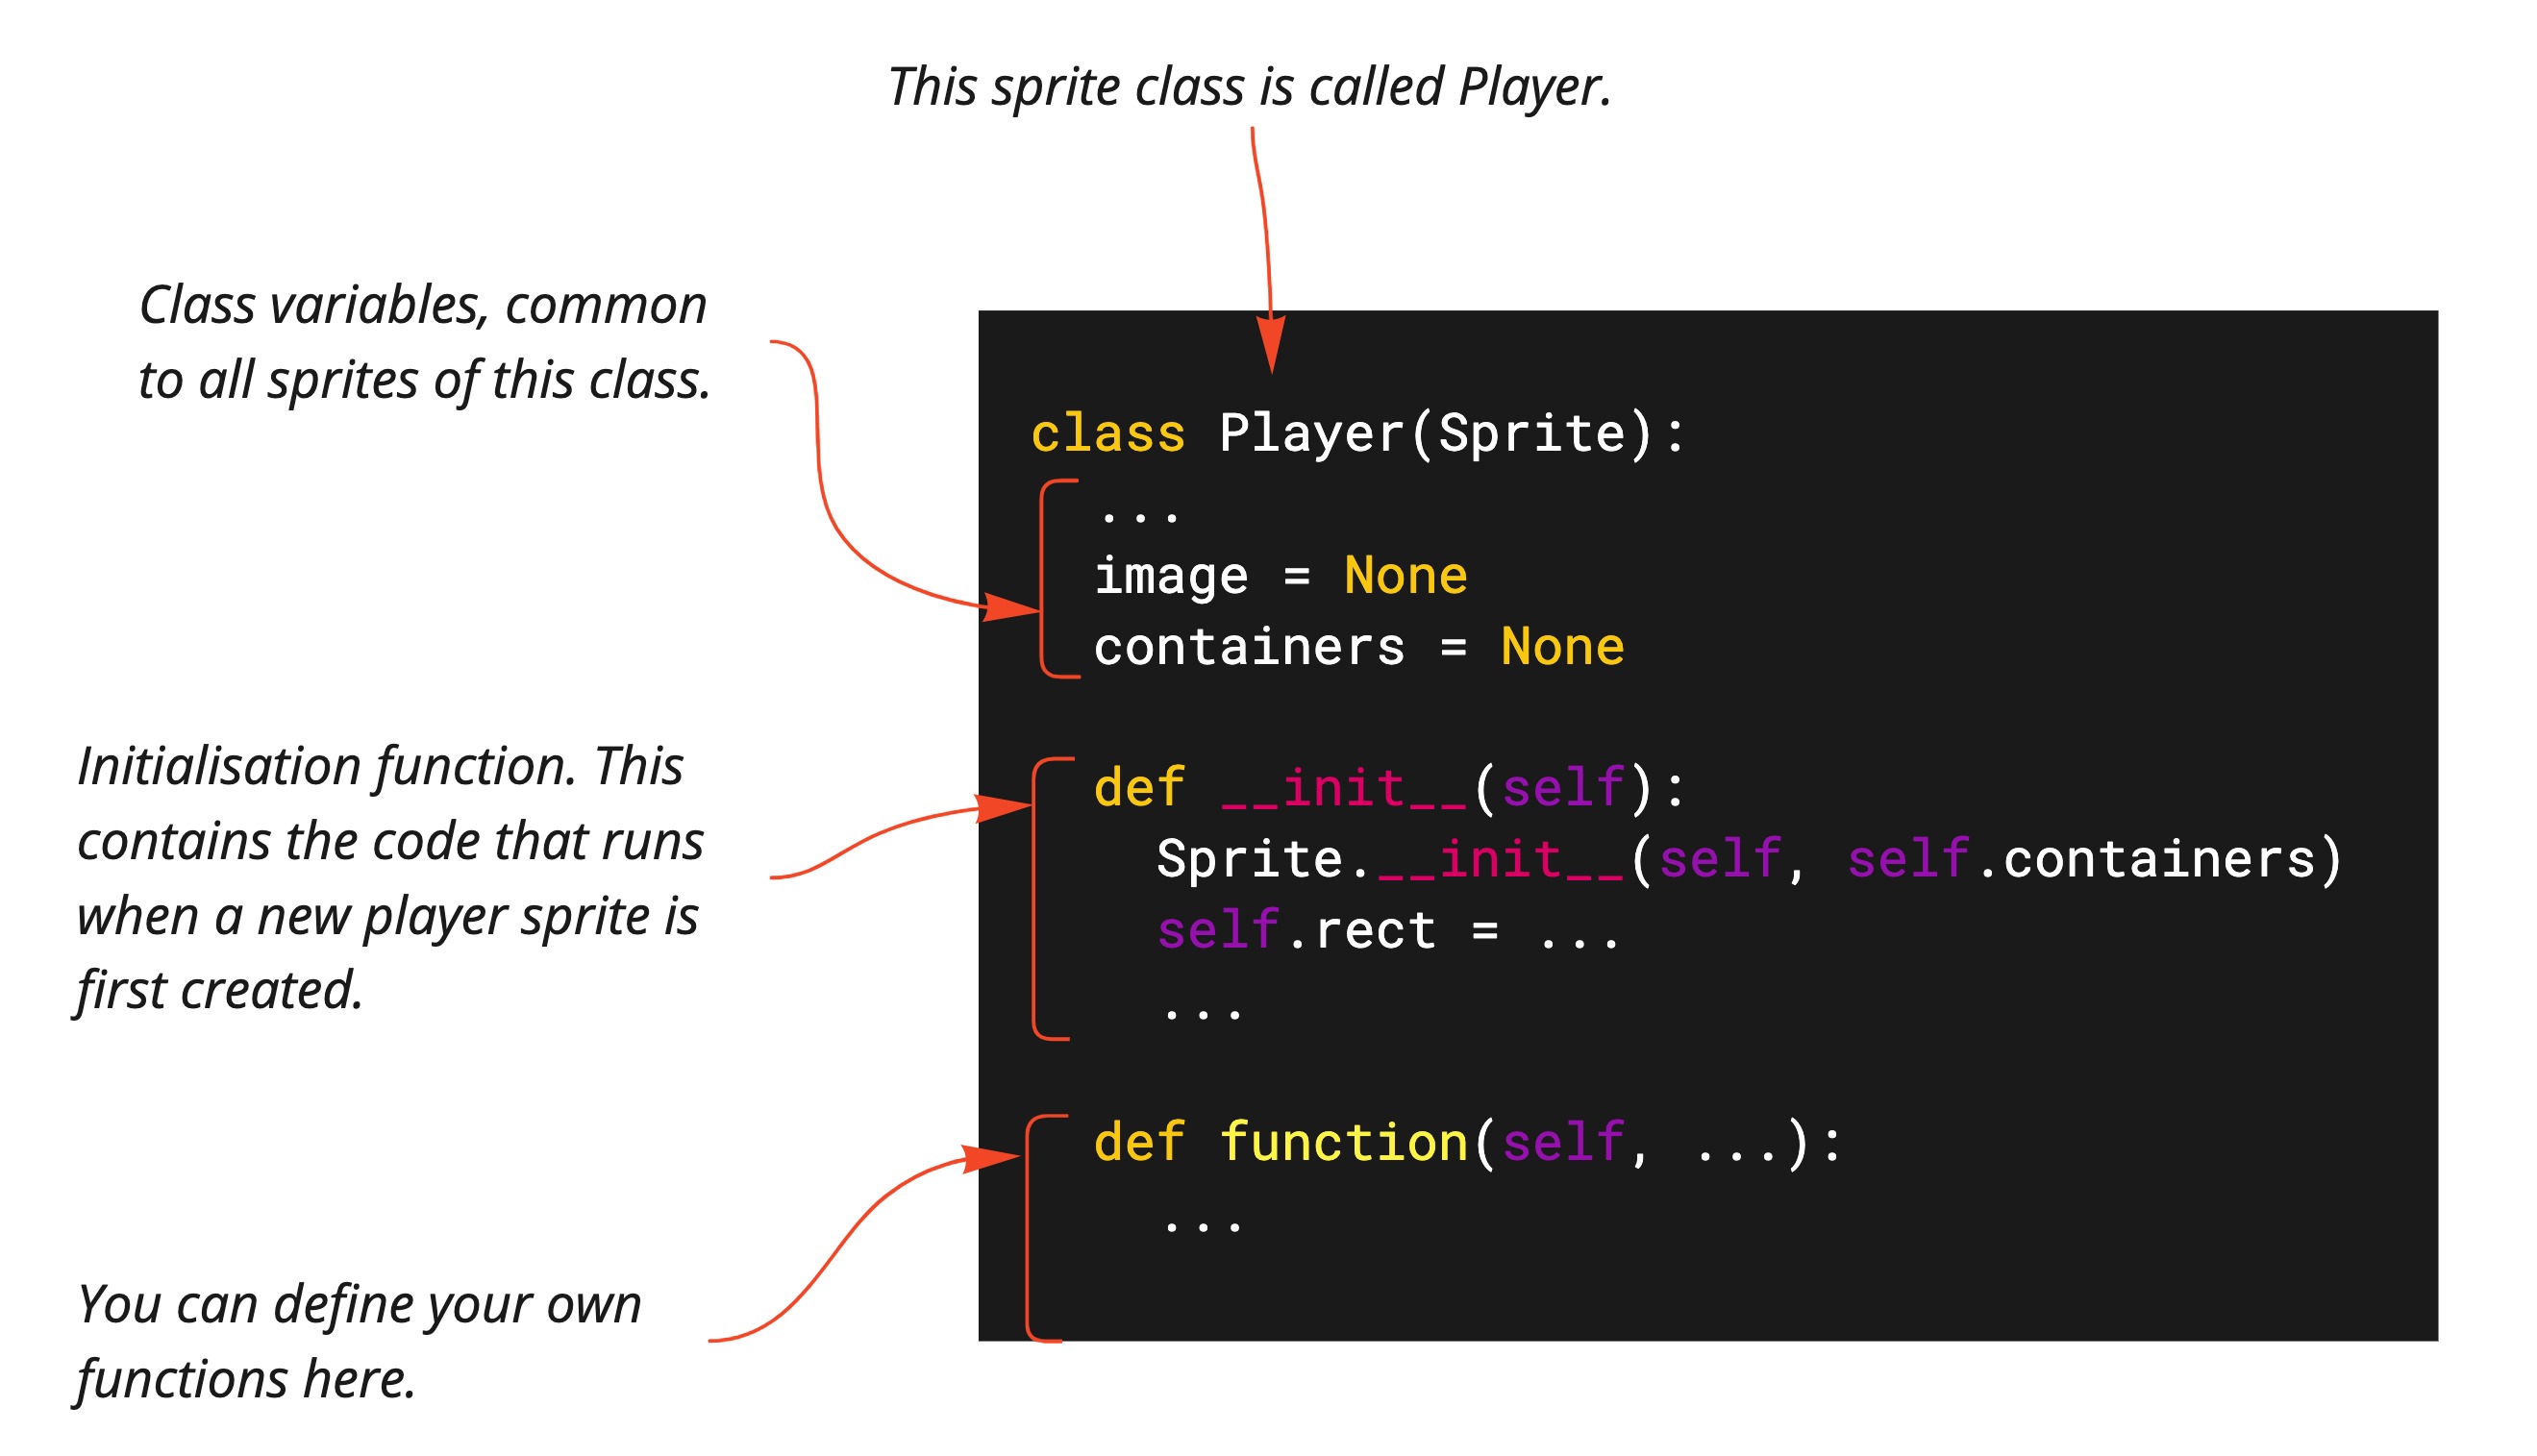 This sprite class is called Player.
Class variables, common
to all sprites of this class.
class Player(Sprite):
...
image = None
containers = None
Initialisation function. This
contains the code that runs
when a new player sprite is
first created.
def __init__(self):
Sprite.__init__(self, self.containers)
self.rect = ...
...
You can define your own
functions here.
def function(self, ...):
...